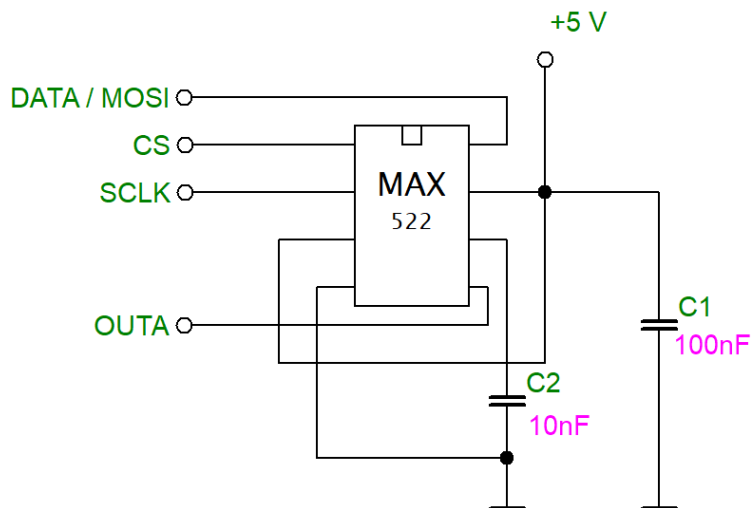 +5 V
DATA / MOSI
CS
SCLK
MAX
522
OUTA
C1
100nF
C2
10nF